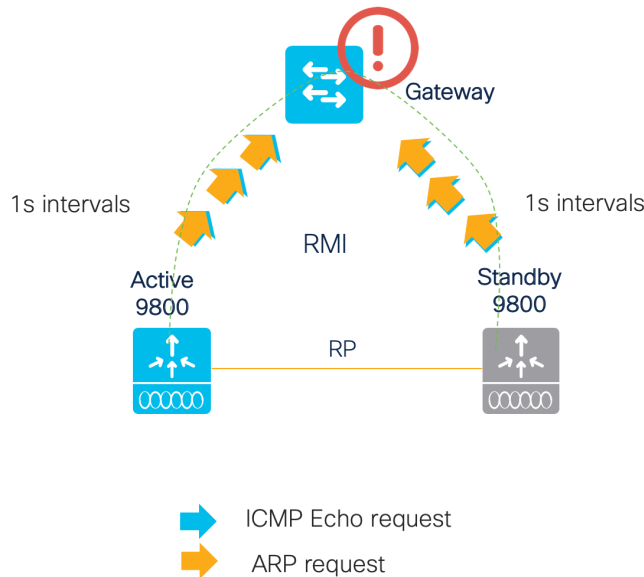 Gateway
1s intervals
1s intervals
RMI
Active
9800
Standby
9800
RP
ICMP Echo request
ARP request